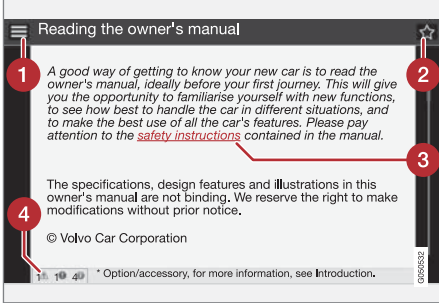 Reading the owner's manual
1
2
A good way of getting to know your new car is to read the
owner's manual, ideally before your first journey. This will give
you the opportunity to familiarise yourself with new functions,
to see how best to handle the car in different situations, and
to make the best use of all the car's features. Please pay
attention to the safety instructions contained in the manual.
3
The specifications, design features and illustrations in this
owner's manual are not binding. We reserve the right to make
modifications without prior notice.
4
© Volvo Car Corporation
1 1 4 * Option/accessory, for more information, see Introduction.
G050532